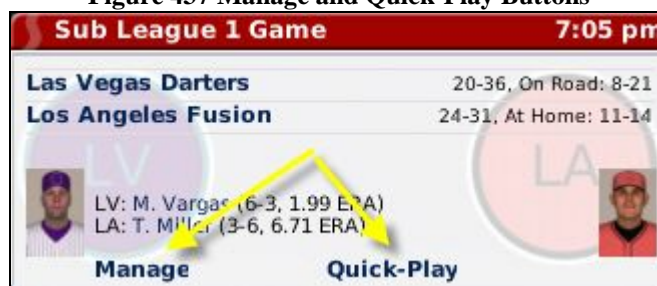 Figure 437 Manage and Quick-Play Buttons
Sub League 1 Game 7:05 pm
Las Vegas Darters 20-36, On Road: 8-21
Los Angeles Fusion 24-31, At Home: 11-14
LV LA
LV: M. Vargas (6-3, 1.99 ERA)
LA: T. Miller (3-6, 6.71 ERA)
Manage Quick-Play